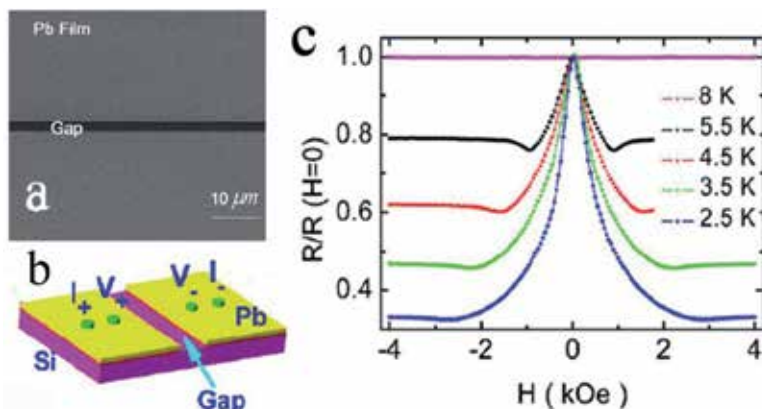 Pb Film
Gap
10 μm
a
b
I+ V+ V- I-
Pb
Si
Gap
c
R/R (H=0)
1.0
0.8
0.6
0.4
8 K
5.5 K
4.5 K
3.5 K
2.5 K
-4 -2 0 2 4
H ( kOe)